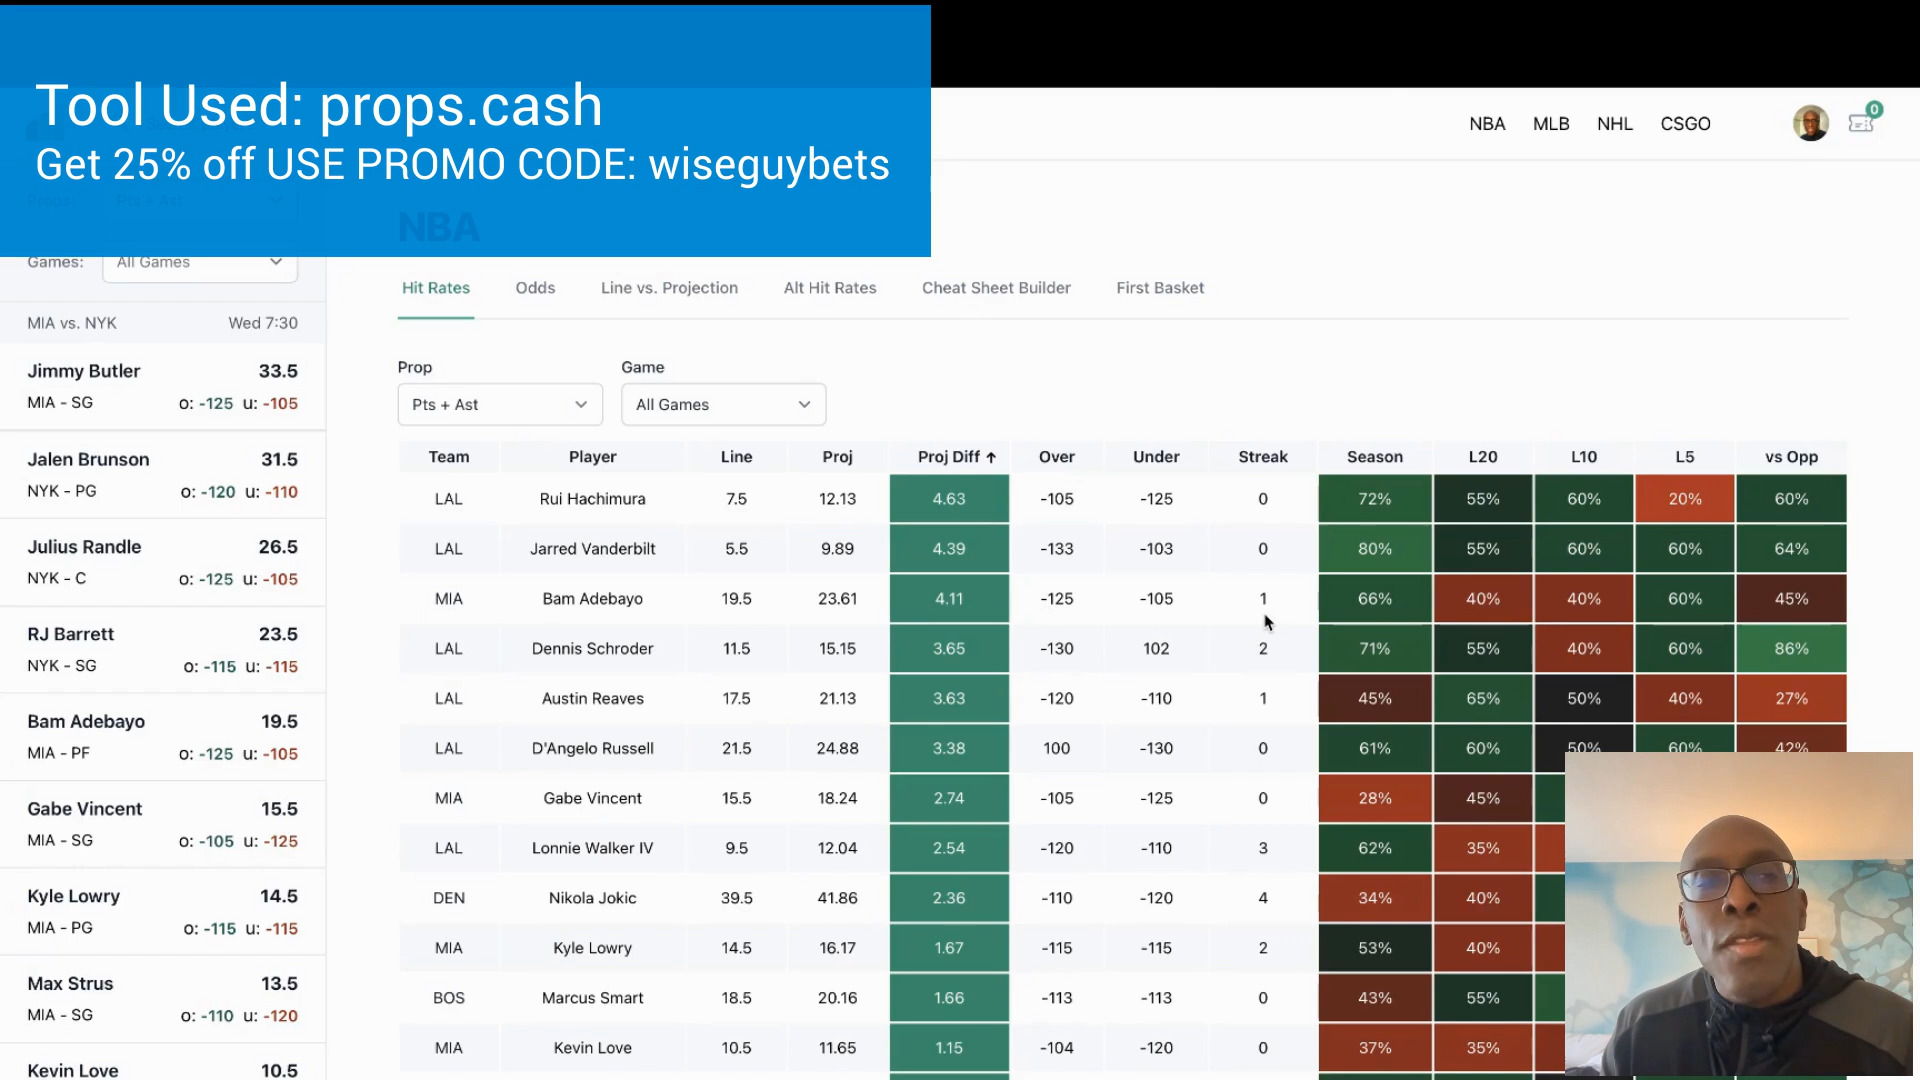 Tool Used: props.cash
Get 25% off USE PROMO CODE: wiseguybets
NBA MLB NHL CSGO
0
Props: Pts + Ast
NBA
Games: All Games
Hit Rates Odds Line vs. Projection Alt Hit Rates Cheat Sheet Builder First Basket
MIA vs. NYK Wed 7:30
Jimmy Butler 33.5
MIA - SG o: -125 u: -105
Jalen Brunson 31.5
NYK - PG o: -120 u: -110
Julius Randle 26.5
NYK - C o: -125 u: -105
RJ Barrett 23.5
NYK - SG o: -115 u: -115
Bam Adebayo 19.5
MIA - PF o: -125 u: -105
Gabe Vincent 15.5
MIA - SG o: -105 u: -125
Kyle Lowry 14.5
MIA - PG o: -115 u: -115
Max Strus 13.5
MIA - SG o: -110 u: -120
Kevin Love 10.5
Prop Game
Pts + Ast All Games
Team Player Line Proj Proj Diff ↑ Over Under Streak Season L20 L10 L5 vs Opp
LAL Rui Hachimura 7.5 12.13 4.63 -105 -125 0 72% 55% 60% 20% 60%
LAL Jarred Vanderbilt 5.5 9.89 4.39 -133 -103 0 80% 55% 60% 60% 64%
MIA Bam Adebayo 19.5 23.61 4.11 -125 -105 1 66% 40% 40% 60% 45%
LAL Dennis Schroder 11.5 15.15 3.65 -130 102 2 71% 55% 40% 60% 86%
LAL Austin Reaves 17.5 21.13 3.63 -120 -110 1 45% 65% 50% 40% 27%
LAL D'Angelo Russell 21.5 24.88 3.38 100 -130 0 61% 60% 50% 60% 42%
MIA Gabe Vincent 15.5 18.24 2.74 -105 -125 0 28% 45%
LAL Lonnie Walker IV 9.5 12.04 2.54 -120 -110 3 62% 35%
DEN Nikola Jokic 39.5 41.86 2.36 -110 -120 4 34% 40%
MIA Kyle Lowry 14.5 16.17 1.67 -115 -115 2 53% 40%
BOS Marcus Smart 18.5 20.16 1.66 -113 -113 0 43% 55%
MIA Kevin Love 10.5 11.65 1.15 -104 -120 0 37% 35%